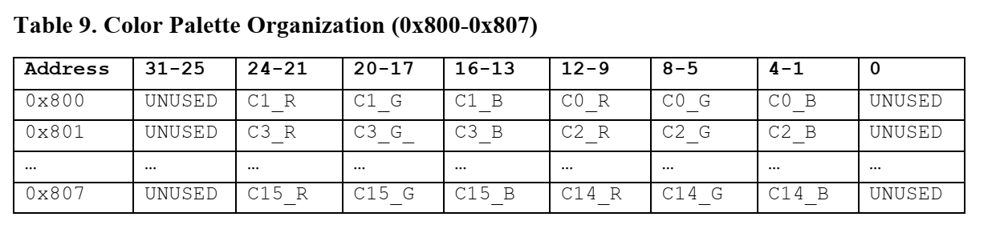 Table 9. Color Palette Organization (0x800-0x807)
Address 31-25 24-21 20-17 16-13 12-9 8-5 4-1 0
0x800 UNUSED C1_R C1_G C1_B C0_R C0_G C0_B UNUSED
0x801 UNUSED C3_R C3_G_ C3_B C2_R C2_G C2_B UNUSED
… … … … … … … … …
0x807 UNUSED C15_R C15_G C15_B C14_R C14_G C14_B UNUSED